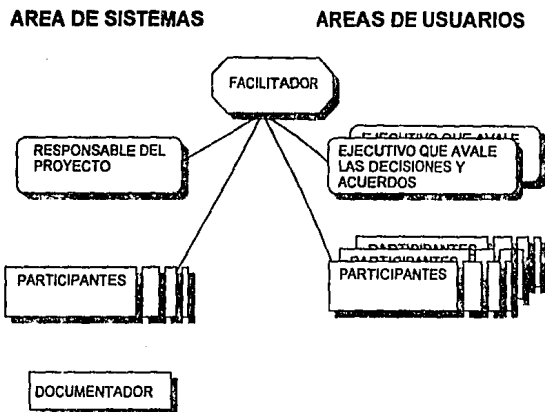 AREA DE SISTEMAS
AREAS DE USUARIOS
FACILITADOR
RESPONSABLE DEL
PROYECTO
EJECUTIVO QUE AVALE
EJECUTIVO QUE AVALE
LAS DECISIONES Y
ACUERDOS
PARTICIPANTES
PARTICIPANTES
PARTICIPANTES
PARTICIPANTES
DOCUMENTADOR